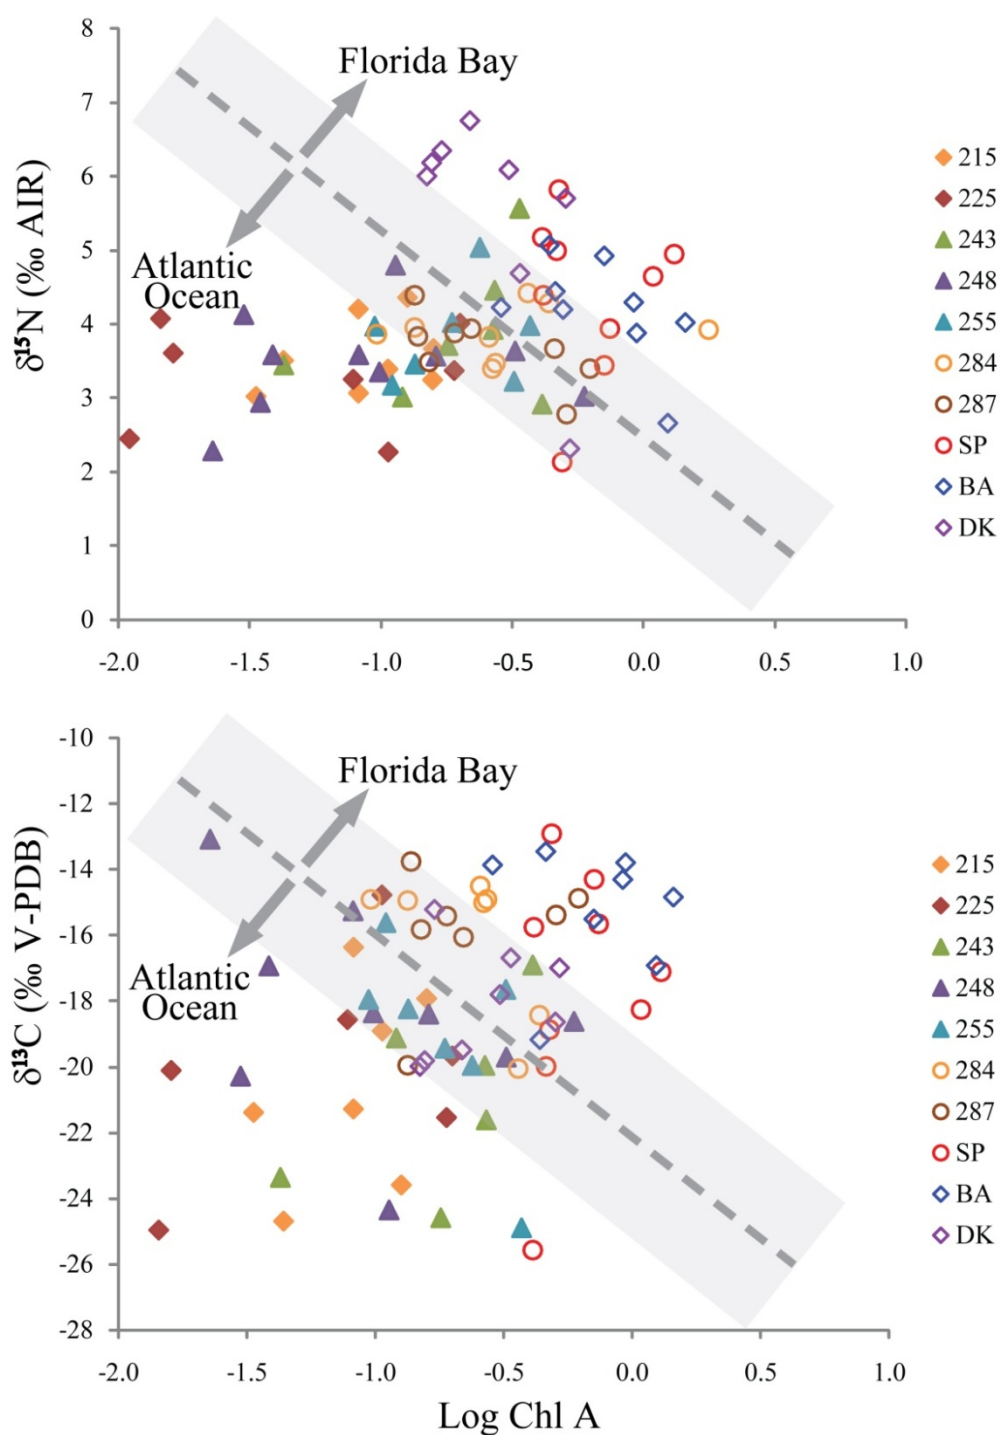 8
7
6
5
4
3
2
1
0
δ¹⁵N (‰ AIR)
Florida Bay
Atlantic
Ocean
-2.0 -1.5 -1.0 -0.5 0.0 0.5 1.0
215
225
243
248
255
284
287
SP
BA
DK
-10
-12
-14
-16
-18
-20
-22
-24
-26
-28
δ¹³C (‰ V-PDB)
Florida Bay
Atlantic
Ocean
-2.0 -1.5 -1.0 -0.5 0.0 0.5 1.0
Log Chl A
215
225
243
248
255
284
287
SP
BA
DK